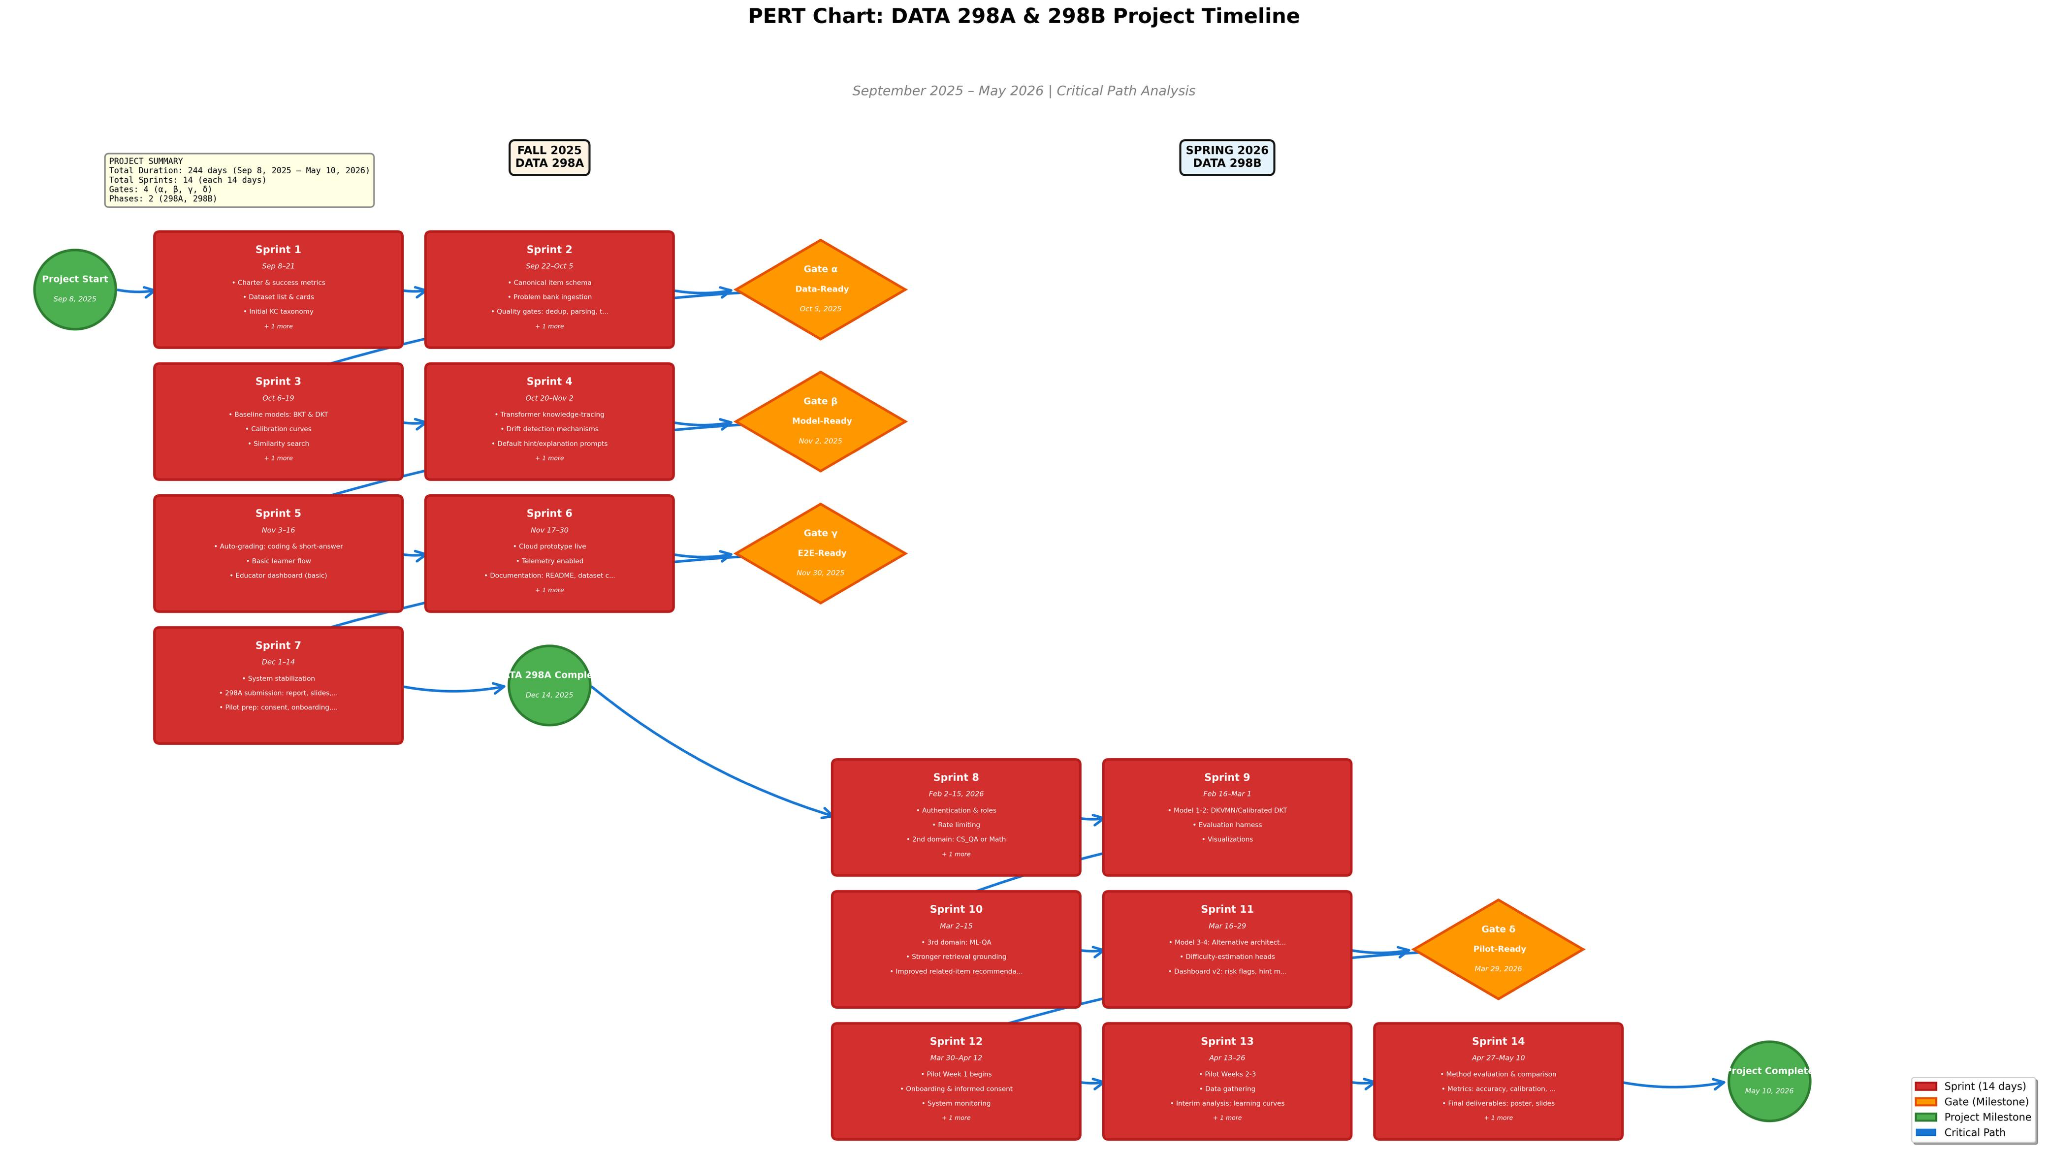 PERT Chart: DATA 298A & 298B Project Timeline
September 2025 – May 2026 | Critical Path Analysis
PROJECT SUMMARY
Total Duration: 244 days (Sep 8, 2025 – May 10, 2026)
Total Sprints: 14 (each 14 days)
Gates: 4 (α, β, γ, δ)
Phases: 2 (298A, 298B)
FALL 2025
DATA 298A
SPRING 2026
DATA 298B
Project Start
Sep 8, 2025
Sprint 1
Sep 8–21
• Charter & success metrics
• Dataset list & cards
• Initial KC taxonomy
+ 1 more
Sprint 2
Sep 22–Oct 5
• Canonical item schema
• Problem bank ingestion
• Quality gates: dedup, parsing, t...
+ 1 more
Gate α
Data-Ready
Oct 5, 2025
Sprint 3
Oct 6–19
• Baseline models: BKT & DKT
• Calibration curves
• Similarity search
+ 1 more
Sprint 4
Oct 20–Nov 2
• Transformer knowledge-tracing
• Drift detection mechanisms
• Default hint/explanation prompts
+ 1 more
Gate β
Model-Ready
Nov 2, 2025
Sprint 5
Nov 3–16
• Auto-grading: coding & short-answer
• Basic learner flow
• Educator dashboard (basic)
Sprint 6
Nov 17–30
• Cloud prototype live
• Telemetry enabled
• Documentation: README, dataset c...
+ 1 more
Gate γ
E2E-Ready
Nov 30, 2025
Sprint 7
Dec 1–14
• System stabilization
• 298A submission: report, slides,...
• Pilot prep: consent, onboarding,...
TA 298A Comple
Dec 14, 2025
Sprint 8
Feb 2–15, 2026
• Authentication & roles
• Rate limiting
• 2nd domain: CS_QA or Math
+ 1 more
Sprint 9
Feb 16–Mar 1
• Model 1-2: DKVMN/Calibrated DKT
• Evaluation harness
• Visualizations
Sprint 10
Mar 2–15
• 3rd domain: ML-QA
• Stronger retrieval grounding
• Improved related-item recommenda...
Sprint 11
Mar 16–29
• Model 3-4: Alternative architect...
• Difficulty-estimation heads
• Dashboard v2: risk flags, hint m...
Gate δ
Pilot-Ready
Mar 29, 2026
Sprint 12
Mar 30–Apr 12
• Pilot Week 1 begins
• Onboarding & informed consent
• System monitoring
+ 1 more
Sprint 13
Apr 13–26
• Pilot Weeks 2-3
• Data gathering
• Interim analysis: learning curves
+ 1 more
Sprint 14
Apr 27–May 10
• Method evaluation & comparison
• Metrics: accuracy, calibration, ...
• Final deliverables: poster, slides
+ 1 more
Project Complet
May 10, 2026
Sprint (14 days)
Gate (Milestone)
Project Milestone
Critical Path